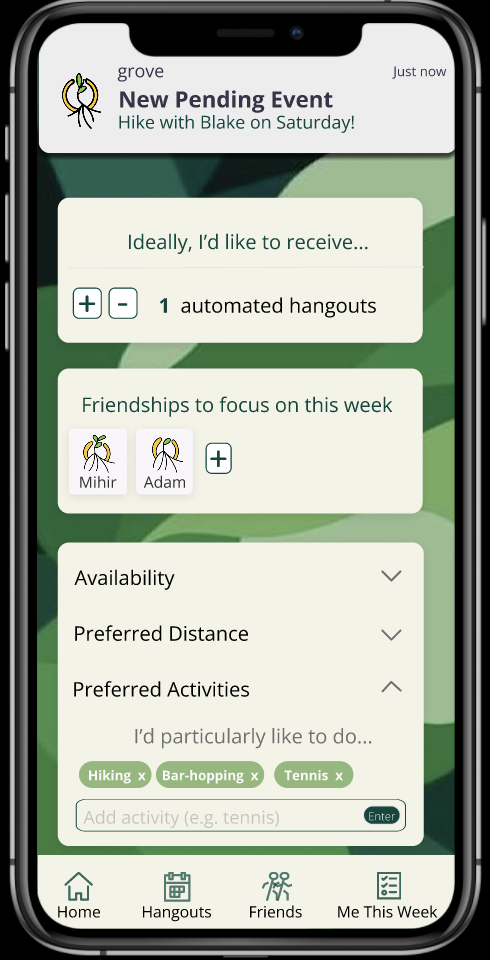 grove
Just now
New Pending Event
Hike with Blake on Saturday!
Ideally, I'd like to receive...
+ - 1 automated hangouts
Friendships to focus on this week
+
Mihir Adam
Availability
Preferred Distance
Preferred Activities
I'd particularly like to do...
Hiking x Bar-hopping x Tennis x
Add activity (e.g. tennis) Enter
Home Hangouts Friends Me This Week